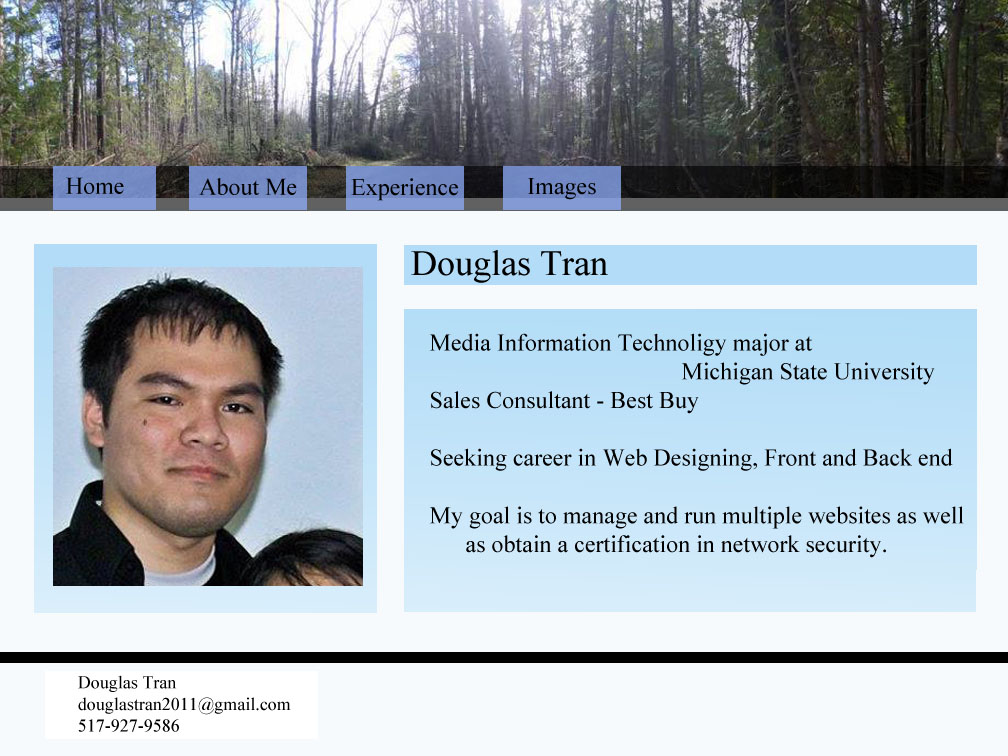 Home About Me Experience Images
Douglas Tran
Media Information Technoligy major at
Michigan State University
Sales Consultant - Best Buy
Seeking career in Web Designing, Front and Back end
My goal is to manage and run multiple websites as well
as obtain a certification in network security.
Douglas Tran
douglastran2011@gmail.com
517-927-9586